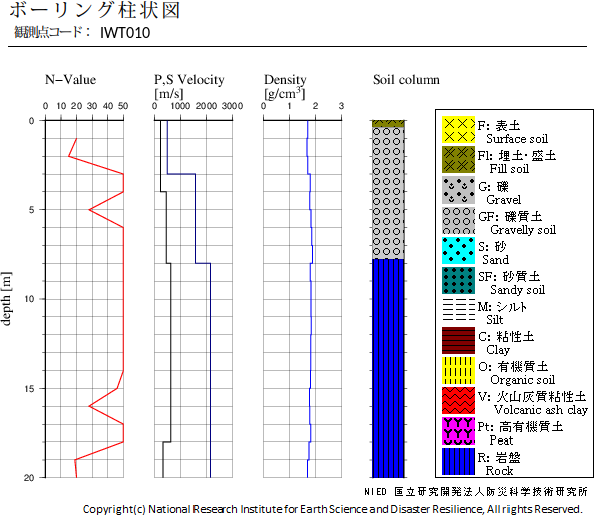 ボーリング柱状図
観測点コード： IWT010
N−Value P,S Velocity Density Soil column
[m/s] [g/cm³]
0 10 20 30 40 50 0 1000 2000 3000 0 1 2 3
0
5
10
15
20
depth [m]
F: 表土
Surface soil
Fl: 埋土・盛土
Fill soil
G: 礫
Gravel
GF: 礫質土
Gravelly soil
S: 砂
Sand
SF: 砂質土
Sandy soil
M: シルト
Silt
C: 粘性土
Clay
O: 有機質土
Organic soil
V: 火山灰質粘性土
Volcanic ash clay
Pt: 高有機質土
Peat
R: 岩盤
Rock
NIED 国立研究開発法人防災科学技術研究所
Copyright(c) National Research Institute for Earth Science and Disaster Resilience, All Rights Reserved.